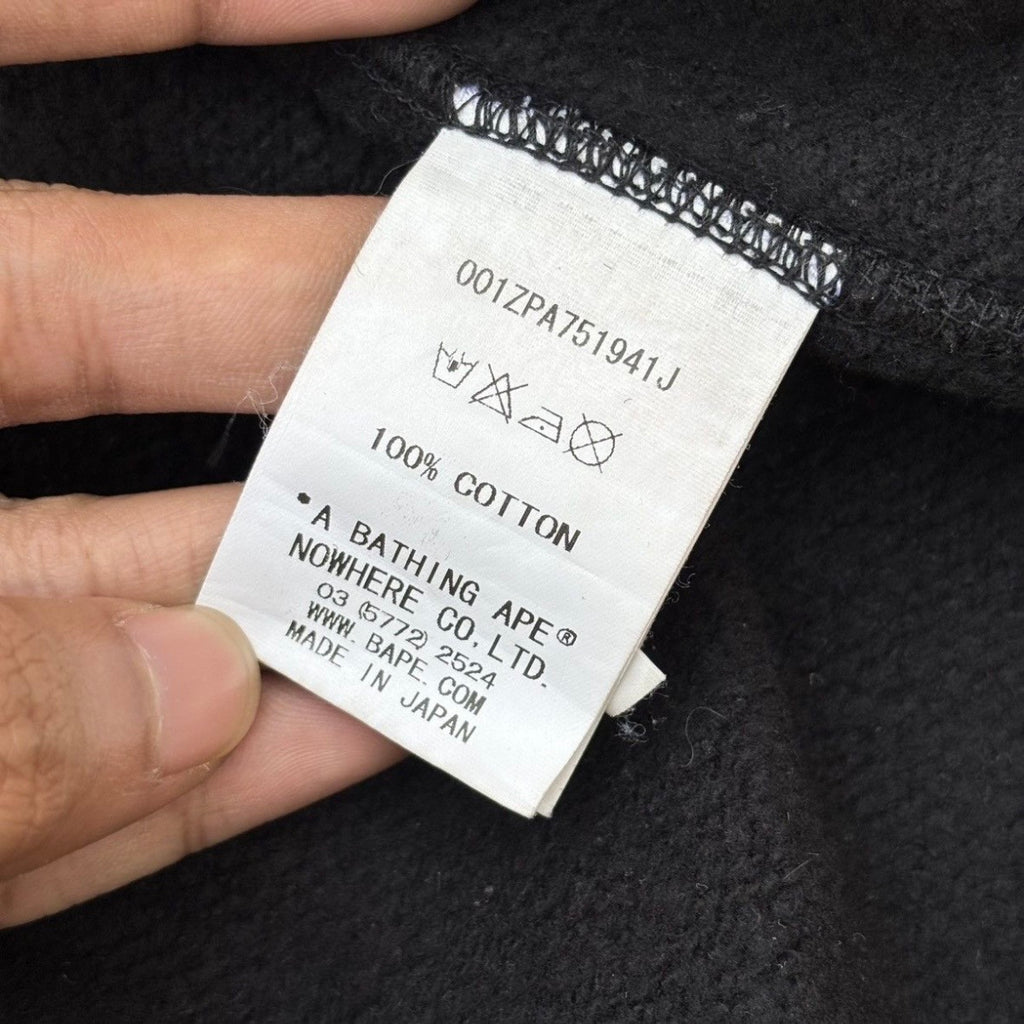 001ZPA751941J
100% COTTON
•A BATHING APE®
NOWHERE CO, LTD.
03 (5772) 2524
WWW. BAPE. COM
MADE IN JAPAN